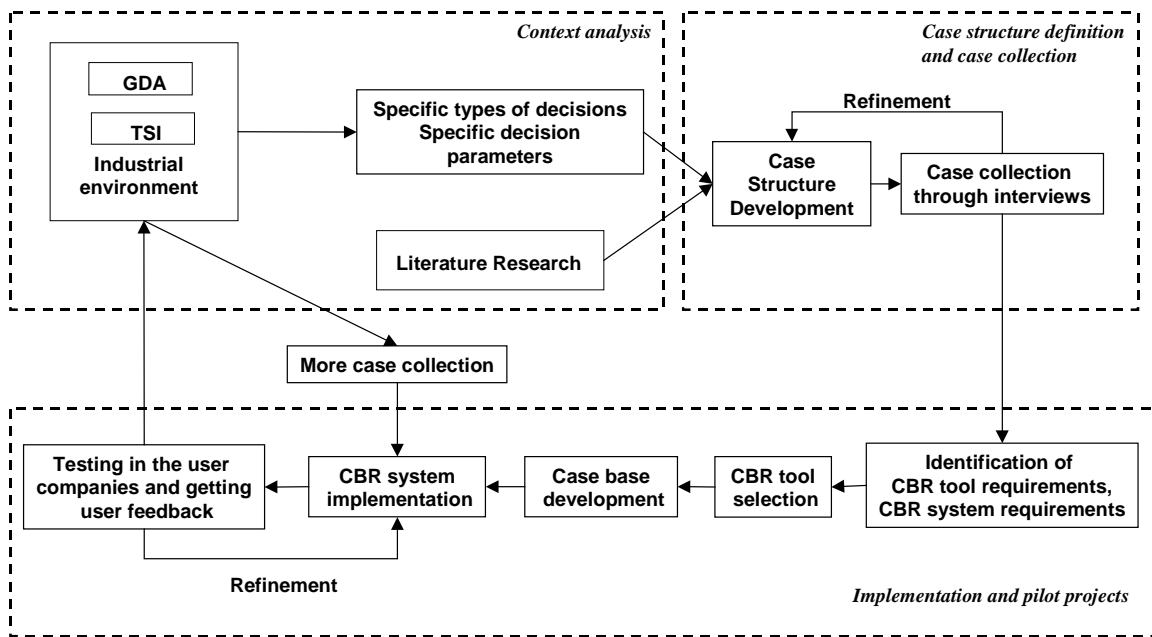 Context analysis
GDA
TSI
Industrial
environment
Specific types of decisions
Specific decision
parameters
Literature Research
Case structure definition
and case collection
Refinement
Case
Structure
Development
Case collection
through interviews
More case collection
Testing in the user
companies and getting
user feedback
CBR system
implementation
Case base
development
CBR tool
selection
Identification of
CBR tool requirements,
CBR system requirements
Refinement
Implementation and pilot projects